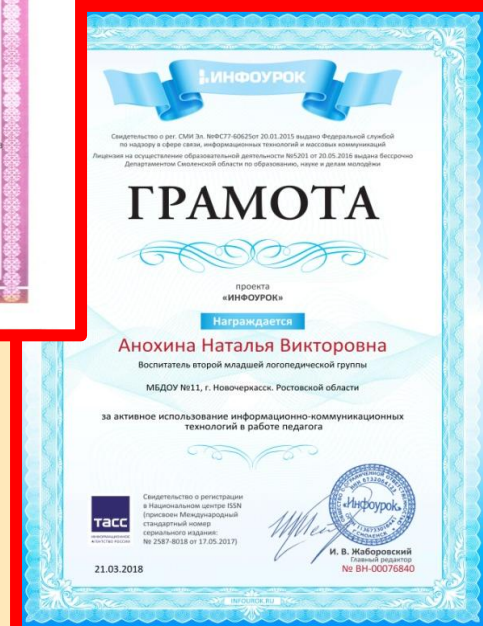 ИНФОУРОК
Свидетельство о рег. СМИ Эл. №ФС77-60625от 20.01.2015 выдано Федеральной службой
по надзору в сфере связи, информационных технологий и массовых коммуникаций
Лицензия на осуществление образовательной деятельности №5201 от 20.05.2016 выдана бессрочно
Департаментом Смоленской области по образованию, науке и делам молодёжи
ГРАМОТА
проекта
«ИНФОУРОК»
Награждается
Анохина Наталья Викторовна
Воспитатель второй младшей логопедической группы
МБДОУ №11, г. Новочеркасск. Ростовской области
за активное использование информационно-коммуникационных
технологий в работе педагога
Свидетельство о регистрации
в Национальном центре ISSN
(присвоен Международный
стандартный номер
сериального издания:
№ 2587-8018 от 17.05.2017)
ТАСС
ИНФОРМАЦИОННОЕ
АГЕНТСТВО РОССИИ
«Инфоурок»
И. В. Жаборовский
Главный редактор
21.03.2018
№ ВН-00076840
INFOUROK.RU